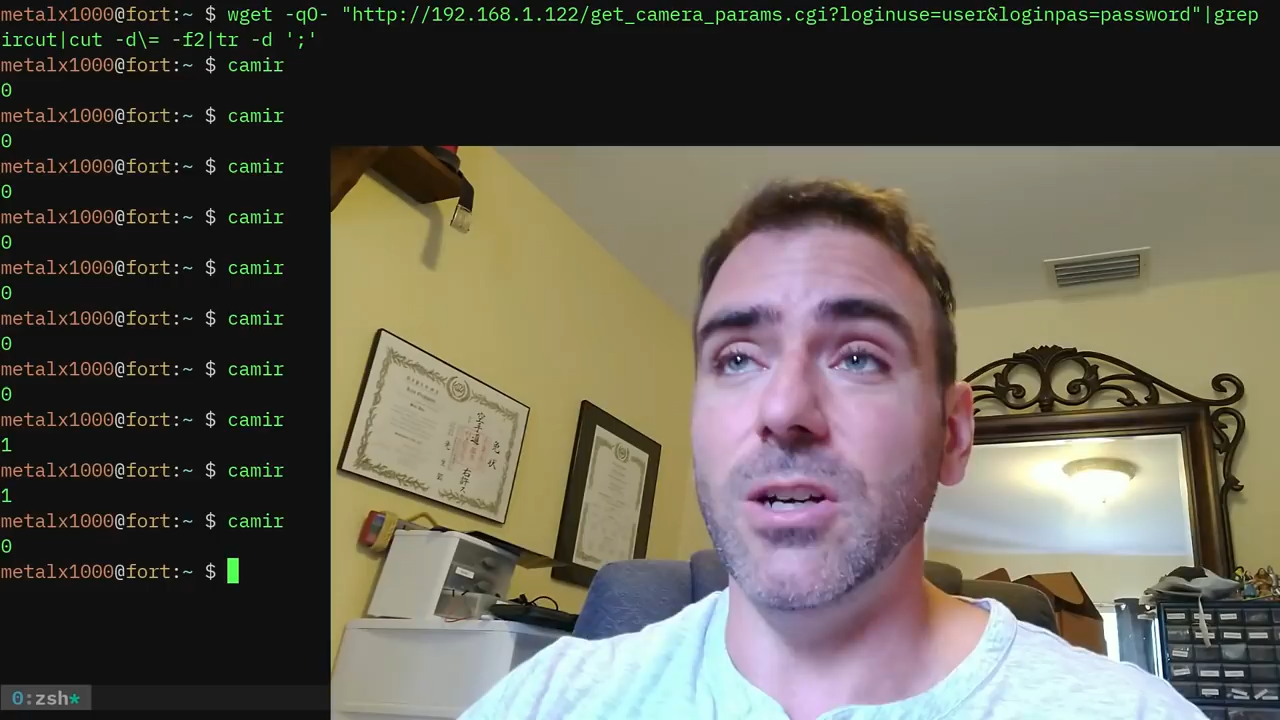 metalx1000@fort:~ $ wget -qO- "http://192.168.1.122/get_camera_params.cgi?loginuse=user&loginpas=password"|grep
ircut|cut -d\= -f2|tr -d ';'
metalx1000@fort:~ $ camir
0
metalx1000@fort:~ $ camir
0
metalx1000@fort:~ $ camir
0
metalx1000@fort:~ $ camir
0
metalx1000@fort:~ $ camir
0
metalx1000@fort:~ $ camir
0
metalx1000@fort:~ $ camir
0
metalx1000@fort:~ $ camir
1
metalx1000@fort:~ $ camir
1
metalx1000@fort:~ $ camir
0
metalx1000@fort:~ $
0:zsh*
免状